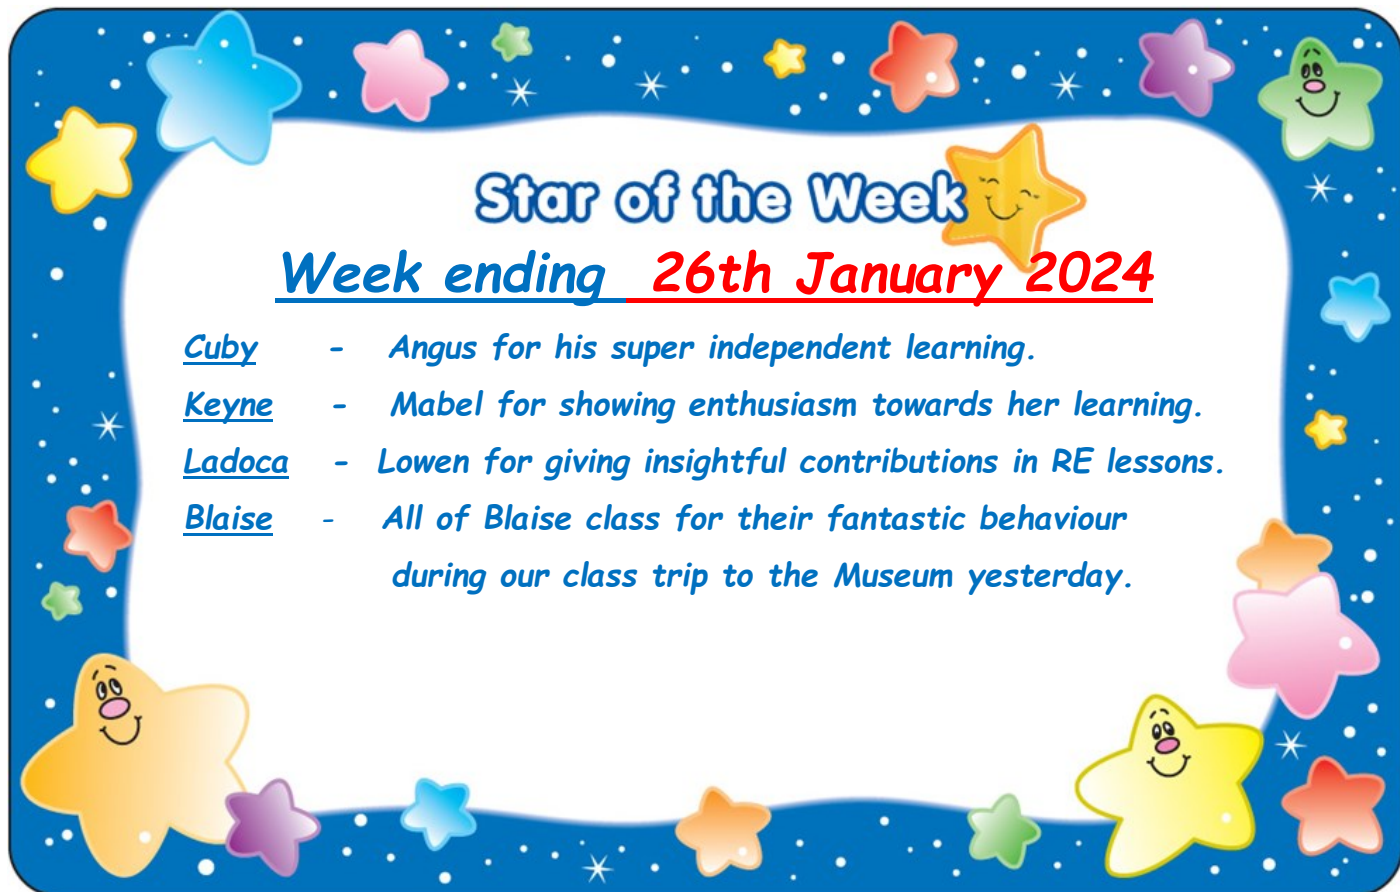 Star of the Week
Week ending 26th January 2024
Cuby - Angus for his super independent learning.
Keyne - Mabel for showing enthusiasm towards her learning.
Ladoca - Lowen for giving insightful contributions in RE lessons.
Blaise - All of Blaise class for their fantastic behaviour
during our class trip to the Museum yesterday.